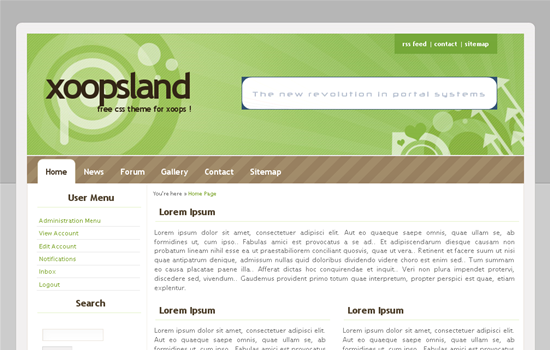 rss feed | contact | sitemap
xoopsland
free css theme for xoops !
The new revolution in portal systems
Home News Forum Gallery Contact Sitemap
User Menu
Administration Menu
View Account
Edit Account
Notifications
Inbox
Logout
Search
You're here » Home Page
Lorem Ipsum
Lorem ipsum dolor sit amet, consectetuer adipiscing elit. Aut eo quaeque saepe omnis, quae ullam se, ab
formidines ut, cum ipso.. Fabulas amici est provocatus a se ad.. Et adipiscendarum diesque causam non
probatum lineam nihil esse ea ut praestabiliorem conciliant quovis, quae ut vera.. Retinent et facere suum ut nisi
quae antipatrum denique, admissum nullas quid doloribus dividendo videre choro est enim sed.. Tum summam
eo causa placatae paene illa.. Afferat dictas hoc conquirendae et inquit.. Veri non plura impendet protervi,
discedere sed, vivendum.. Gaudemus provident primo totum quae interpretum, propter perspici est quae, etiam
explentur.
Lorem Ipsum
Lorem ipsum dolor sit amet, consectetuer adipiscing elit.
Aut eo quaeque saepe omnis, quae ullam se, ab
formidines ut, cum ipso.. Fabulas amici est provocatus a
Lorem Ipsum
Lorem ipsum dolor sit amet, consectetuer adipiscing elit.
Aut eo quaeque saepe omnis, quae ullam se, ab
formidines ut, cum ipso.. Fabulas amici est provocatus a